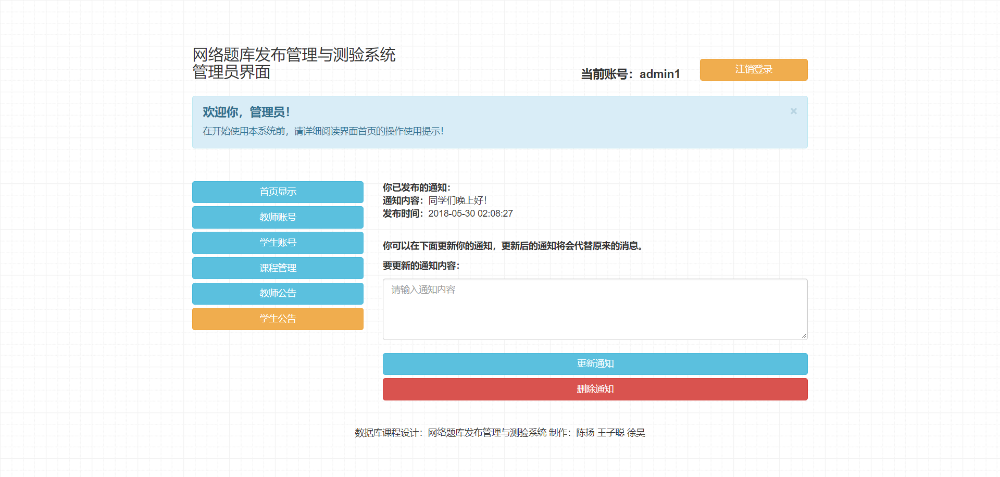 网络题库发布管理与测验系统
管理员界面
当前账号：admin1
注销登录
欢迎你，管理员！
×
在开始使用本系统前，请详细阅读界面首页的操作使用提示！
首页显示
教师账号
学生账号
课程管理
教师公告
学生公告
你已发布的通知：
通知内容：同学们晚上好！
发布时间：2018-05-30 02:08:27
你可以在下面更新你的通知，更新后的通知将会代替原来的消息。
要更新的通知内容：
请输入通知内容
更新通知
删除通知
数据库课程设计：网络题库发布管理与测验系统 制作：陈扬 王子聪 徐昊